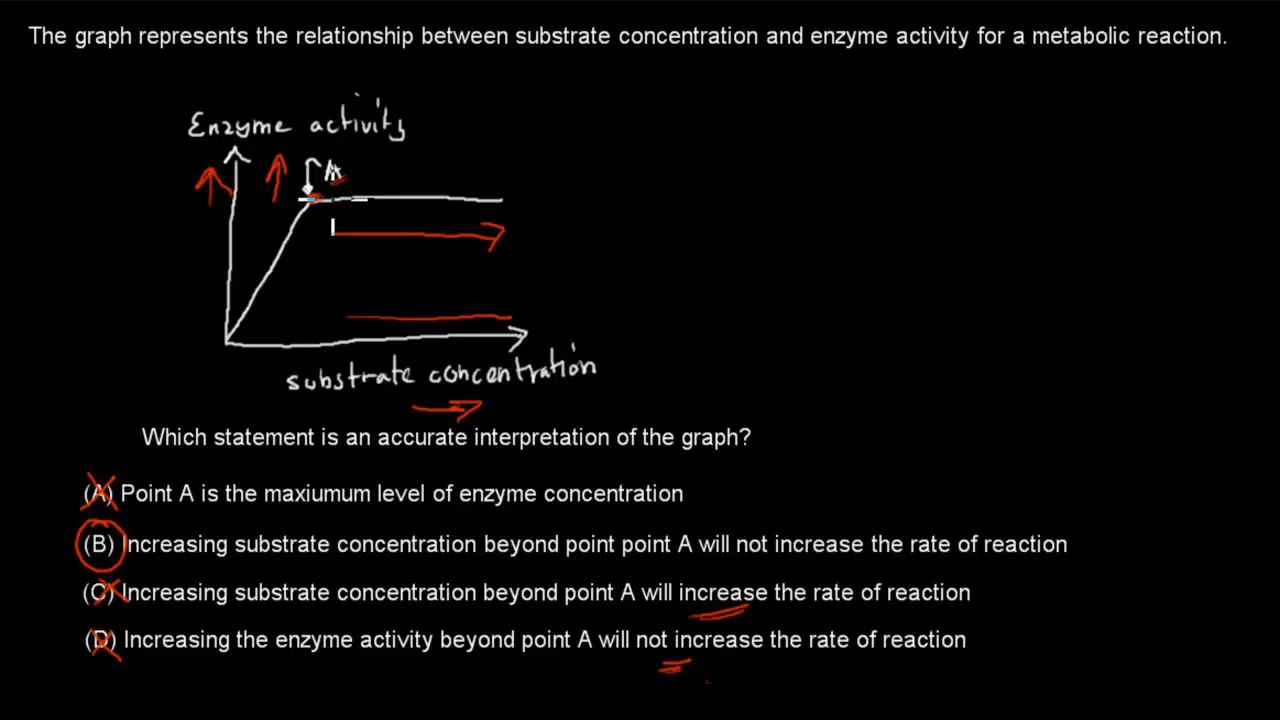 The graph represents the relationship between substrate concentration and enzyme activity for a metabolic reaction.
Enzyme activity
A
substrate concentration
Which statement is an accurate interpretation of the graph?
(A) Point A is the maxiumum level of enzyme concentration
(B) Increasing substrate concentration beyond point point A will not increase the rate of reaction
(C) Increasing substrate concentration beyond point A will increase the rate of reaction
(D) Increasing the enzyme activity beyond point A will not increase the rate of reaction